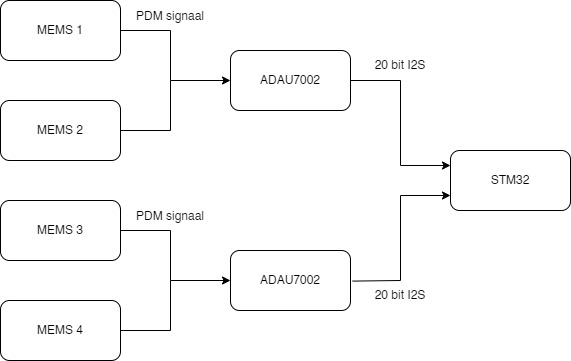 MEMS 1
PDM signaal
MEMS 2
ADAU7002
20 bit I2S
STM32
MEMS 3
PDM signaal
MEMS 4
ADAU7002
20 bit I2S